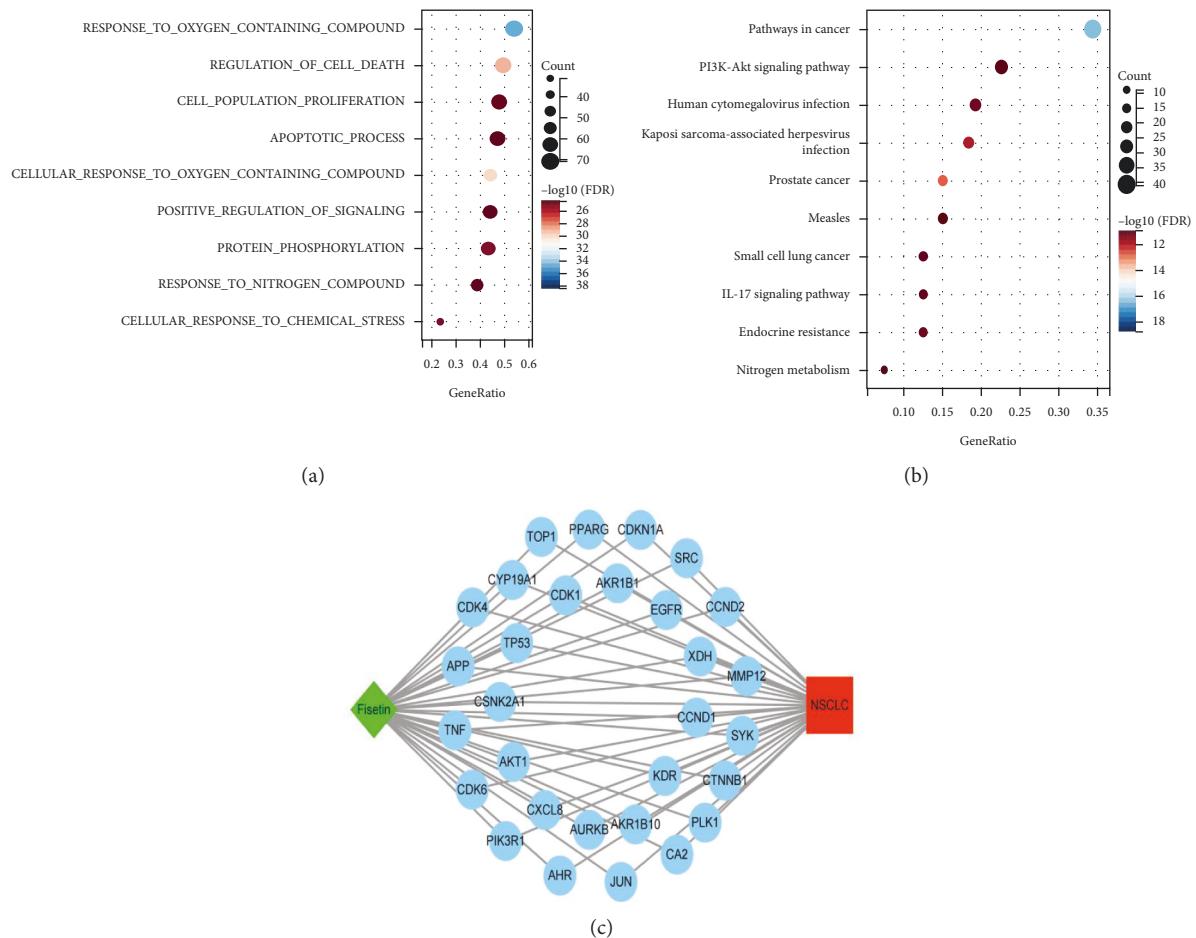 RESPONSE_TO_OXYGEN_CONTAINING_COMPOUND
REGULATION_OF_CELL_DEATH
CELL_POPULATION_PROLIFERATION
APOPTOTIC_PROCESS
CELLULAR_RESPONSE_TO_OXYGEN_CONTAINING_COMPOUND
POSITIVE_REGULATION_OF_SIGNALING
PROTEIN_PHOSPHORYLATION
RESPONSE_TO_NITROGEN_COMPOUND
CELLULAR_RESPONSE_TO_CHEMICAL_STRESS
0.2 0.3 0.4 0.5 0.6
GeneRatio
Count
40
50
60
70
–log10 (FDR)
26
28
30
32
34
36
38
(a)
Pathways in cancer
PI3K-Akt signaling pathway
Human cytomegalovirus infection
Kaposi sarcoma-associated herpesvirus
infection
Prostate cancer
Measles
Small cell lung cancer
IL-17 signaling pathway
Endocrine resistance
Nitrogen metabolism
0.10 0.15 0.20 0.25 0.30 0.35
GeneRatio
Count
10
15
20
25
30
35
40
–log10 (FDR)
12
14
16
18
(b)
TOP1
PPARG
CDKN1A
SRC
CYP19A1
CDK1
AKR1B1
EGFR
CCND2
CDK4
TP53
XDH
MMP12
APP
Fisetin
CSNK2A1
CCND1
NSCLC
TNF
SYK
AKT1
KDR
CTNNB1
CDK6
CXCL8
AURKB
AKR1B10
PLK1
PIK3R1
CA2
AHR
JUN
(c)